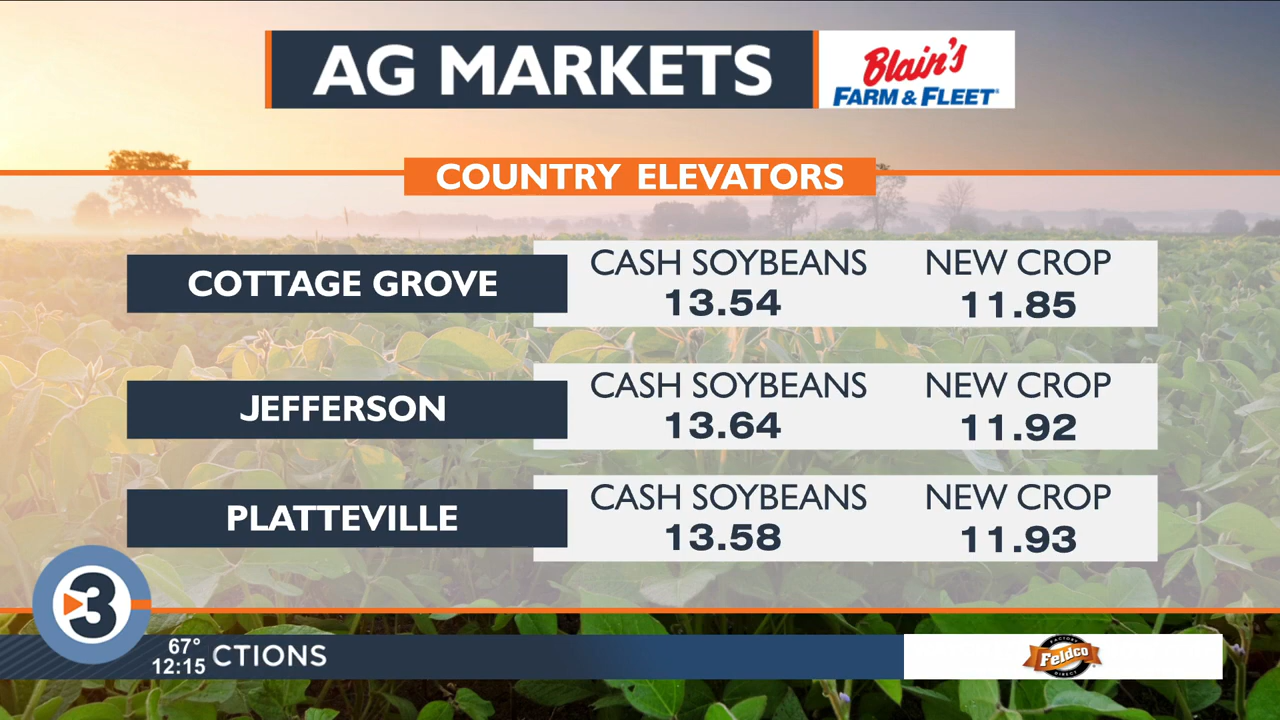 AG MARKETS
Blain's
FARM & FLEET
COUNTRY ELEVATORS
COTTAGE GROVE
CASH SOYBEANS
13.54
NEW CROP
11.85
JEFFERSON
CASH SOYBEANS
13.64
NEW CROP
11.92
PLATTEVILLE
CASH SOYBEANS
13.58
NEW CROP
11.93
3
67°
12:15
CTIONS
FACTORY
Feldco
DIRECT